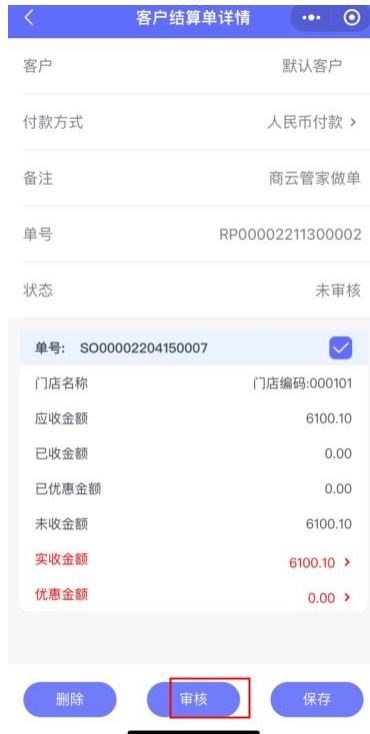 客户结算单详情
客户 默认客户
付款方式 人民币付款
备注 商云管家做单
单号 RP00002211300002
状态 未审核
单号: SO00002204150007
门店名称 门店编码:000101
应收金额 6100.10
已收金额 0.00
已优惠金额 0.00
未收金额 6100.10
实收金额 6100.10
优惠金额 0.00
删除 审核 保存